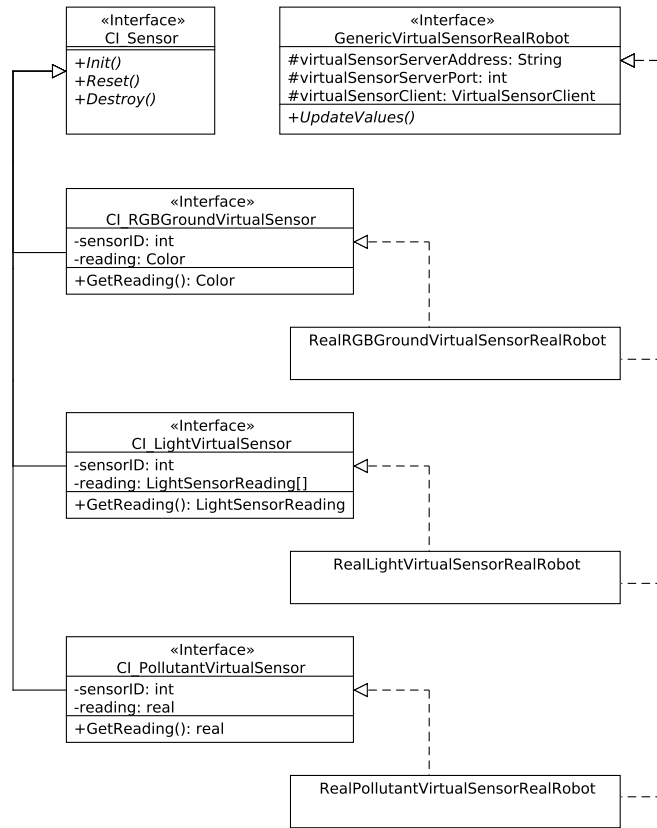 «Interface»
CI_Sensor
+Init()
+Reset()
+Destroy()
«Interface»
GenericVirtualSensorRealRobot
#virtualSensorServerAddress: String
#virtualSensorServerPort: int
#virtualSensorClient: VirtualSensorClient
+UpdateValues()
«Interface»
CI_RGBGroundVirtualSensor
-sensorID: int
-reading: Color
+GetReading(): Color
RealRGBGroundVirtualSensorRealRobot
«Interface»
CI_LightVirtualSensor
-sensorID: int
-reading: LightSensorReading[]
+GetReading(): LightSensorReading
RealLightVirtualSensorRealRobot
«Interface»
CI_PollutantVirtualSensor
-sensorID: int
-reading: real
+GetReading(): real
RealPollutantVirtualSensorRealRobot